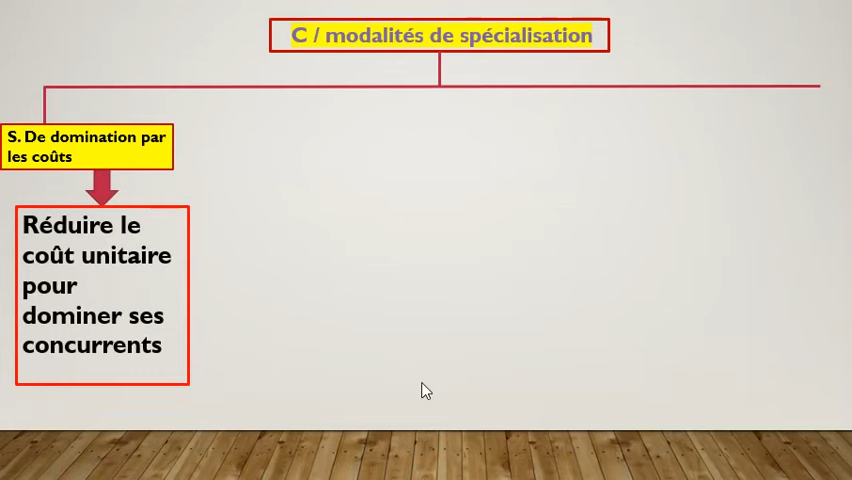 C / modalités de spécialisation
S. De domination par
les coûts
Réduire le
coût unitaire
pour
dominer ses
concurrents